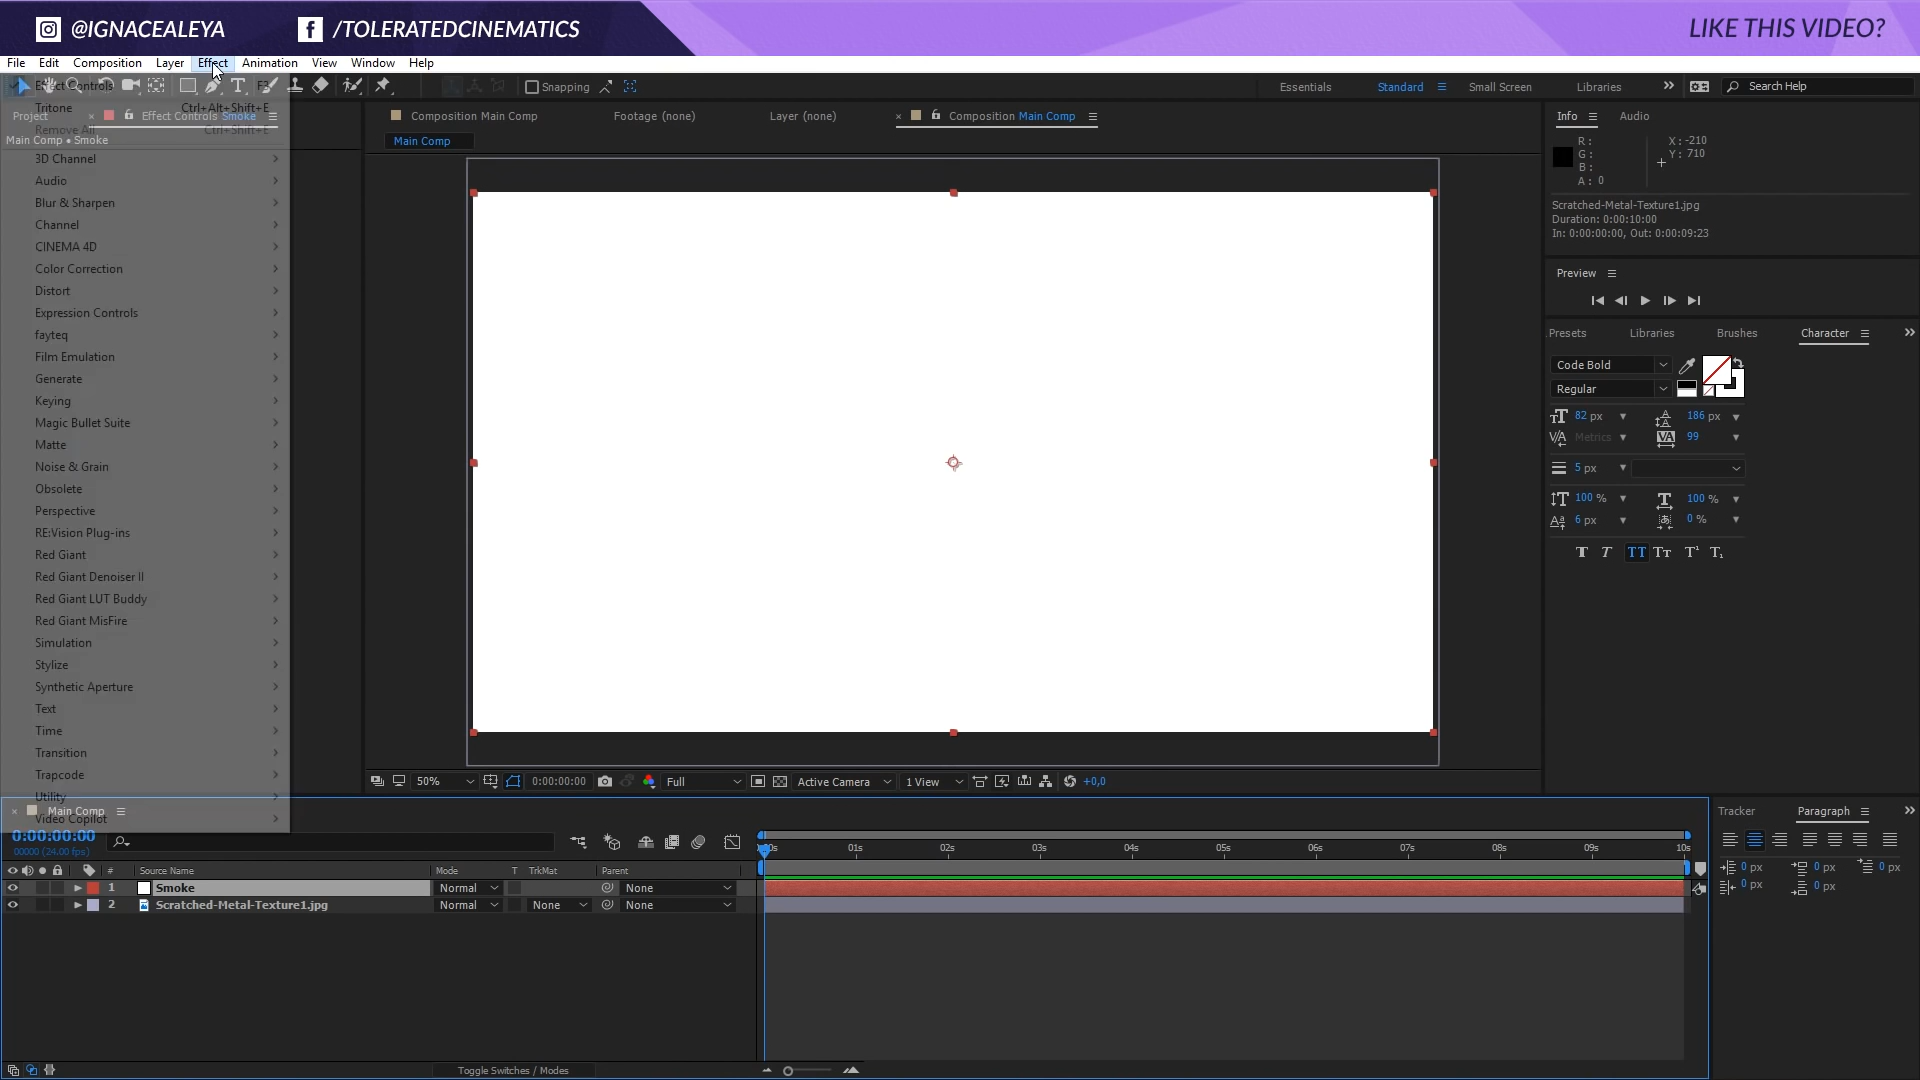 @IGNACEALEYA /TOLERATEDCINEMATICS LIKE THIS VIDEO?
File Edit Composition Layer Effect Animation View Window Help
Effect Controls F3
Snapping Essentials Standard Small Screen Libraries Search Help
Tritone Ctrl+Alt+Shift+E
Project Effect Controls Smoke Composition Main Comp Footage (none) Layer (none) Composition Main Comp Info Audio
Remove All Ctrl+Shift+E
Main Comp • Smoke Main Comp
R: X: -210
G: Y: 710
B:
A: 0
Scratched-Metal-Texture1.jpg
Duration: 0:00:10:00
In: 0:00:00:00, Out: 0:00:09:23
3D Channel
Audio
Blur & Sharpen
Channel
CINEMA 4D
Color Correction
Distort
Expression Controls
fayteq
Film Emulation
Generate
Keying
Magic Bullet Suite
Matte
Noise & Grain
Obsolete
Perspective
RE:Vision Plug-ins
Red Giant
Red Giant Denoiser II
Red Giant LUT Buddy
Red Giant MisFire
Simulation
Stylize
Synthetic Aperture
Text
Time
Transition
Trapcode
Utility
Video Copilot
Preview
Presets Libraries Brushes Character
Code Bold
Regular
82 px 186 px
Metrics 99
5 px
100 % 100 %
6 px 0 %
50% 0:00:00:00 Full Active Camera 1 View +0,0
Main Comp
0:00:00:00
00000 (24.00 fps)
01s 02s 03s 04s 05s 06s 07s 08s 09s 10s
# Source Name Mode T TrkMat Parent
1 Smoke Normal None
2 Scratched-Metal-Texture1.jpg Normal None None
Toggle Switches / Modes
Tracker Paragraph
0 px 0 px 0 px
0 px 0 px